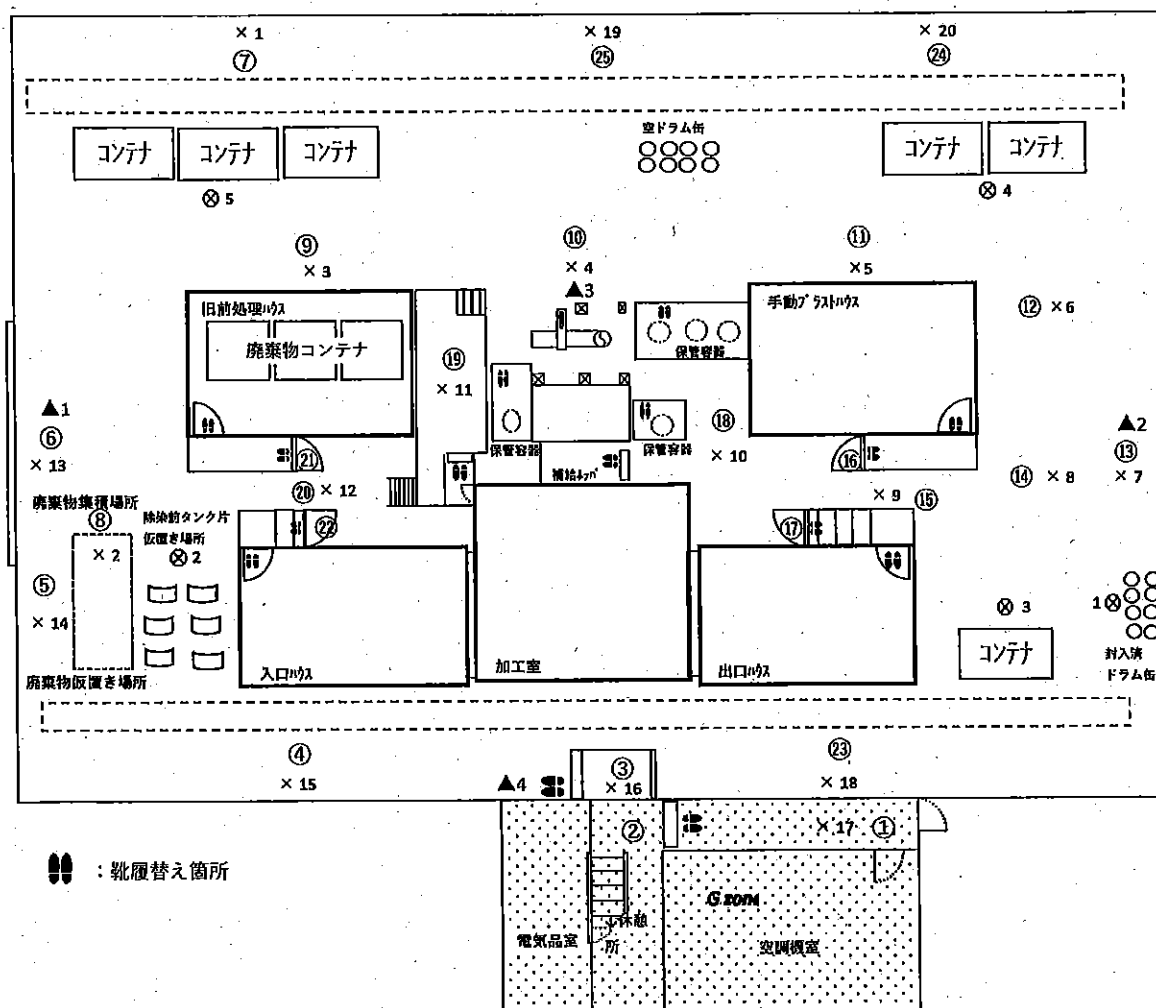 × 1
× 19
× 20
⑦
㉕
㉔
コンテナ
コンテナ
コンテナ
空ドラム缶
コンテナ
コンテナ
⊗ 5
⊗ 4
⑨
⑩
⑪
× 3
× 4
× 5
▲3
旧前処理ハウス
手動ブラストハウス
⑫ × 6
廃棄物コンテナ
保管容器
⑲
× 11
▲1
⑱
▲2
⑥
保管容器
保管容器
⑬
× 13
㉑
補給ホッパ
× 10
⑯
⑭ × 8
× 7
⑳ × 12
× 9 ⑮
廃棄物集積場所
⑧
除染前タンク片
仮置き場所
㉒
⑰
× 2
⊗ 2
⑤
× 14
⊗ 3
1⊗
コンテナ
封入済
ドラム缶
入口ハウス
加工室
出口ハウス
廃棄物仮置き場所
④
③
㉓
× 15
▲4
× 16
× 18
②
× 17 ①
：靴履替え箇所
G zone
休憩
所
電気品室
空調機室